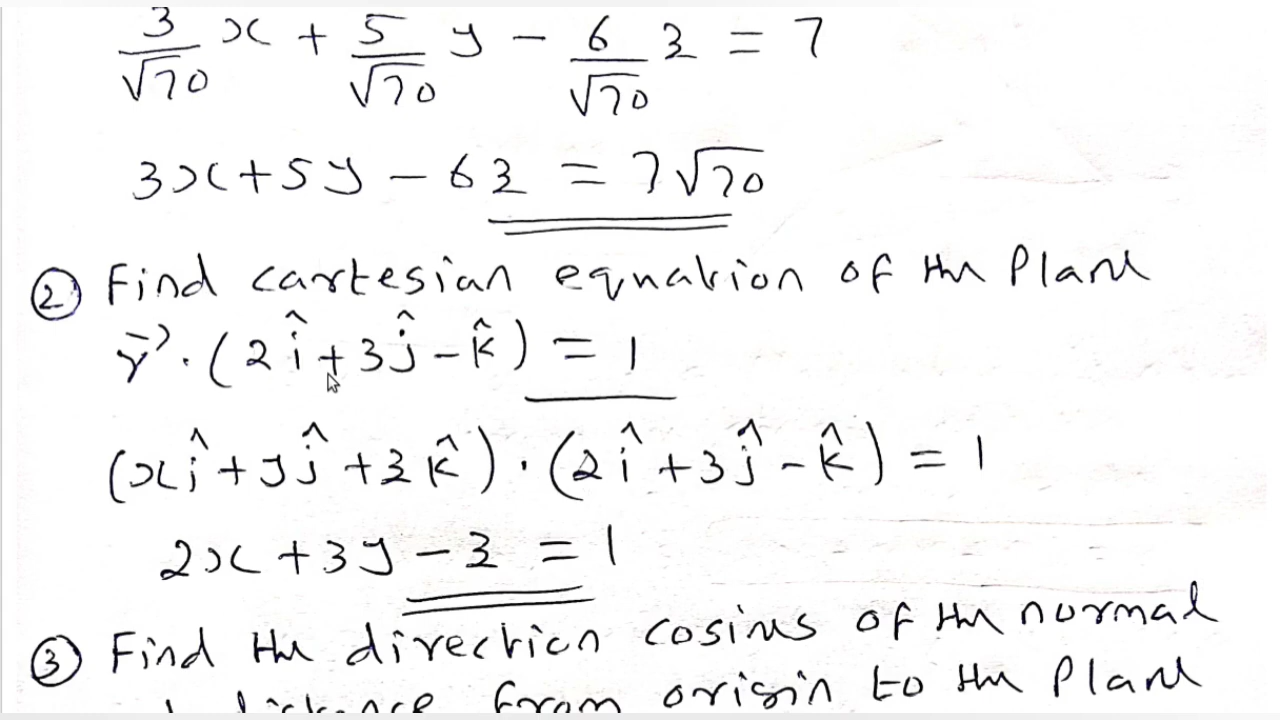 3/√70 x + 5/√70 y − 6/√70 z = 7
3x + 5y − 6z = 7√70
② Find cartesian equation of the Plane
r⃗ . (2î + 3ĵ − k̂) = 1
(xî + yĵ + zk̂) . (2î + 3ĵ − k̂) = 1
2x + 3y − z = 1
③ Find the direction cosines of the normal
distance from origin to the Plane